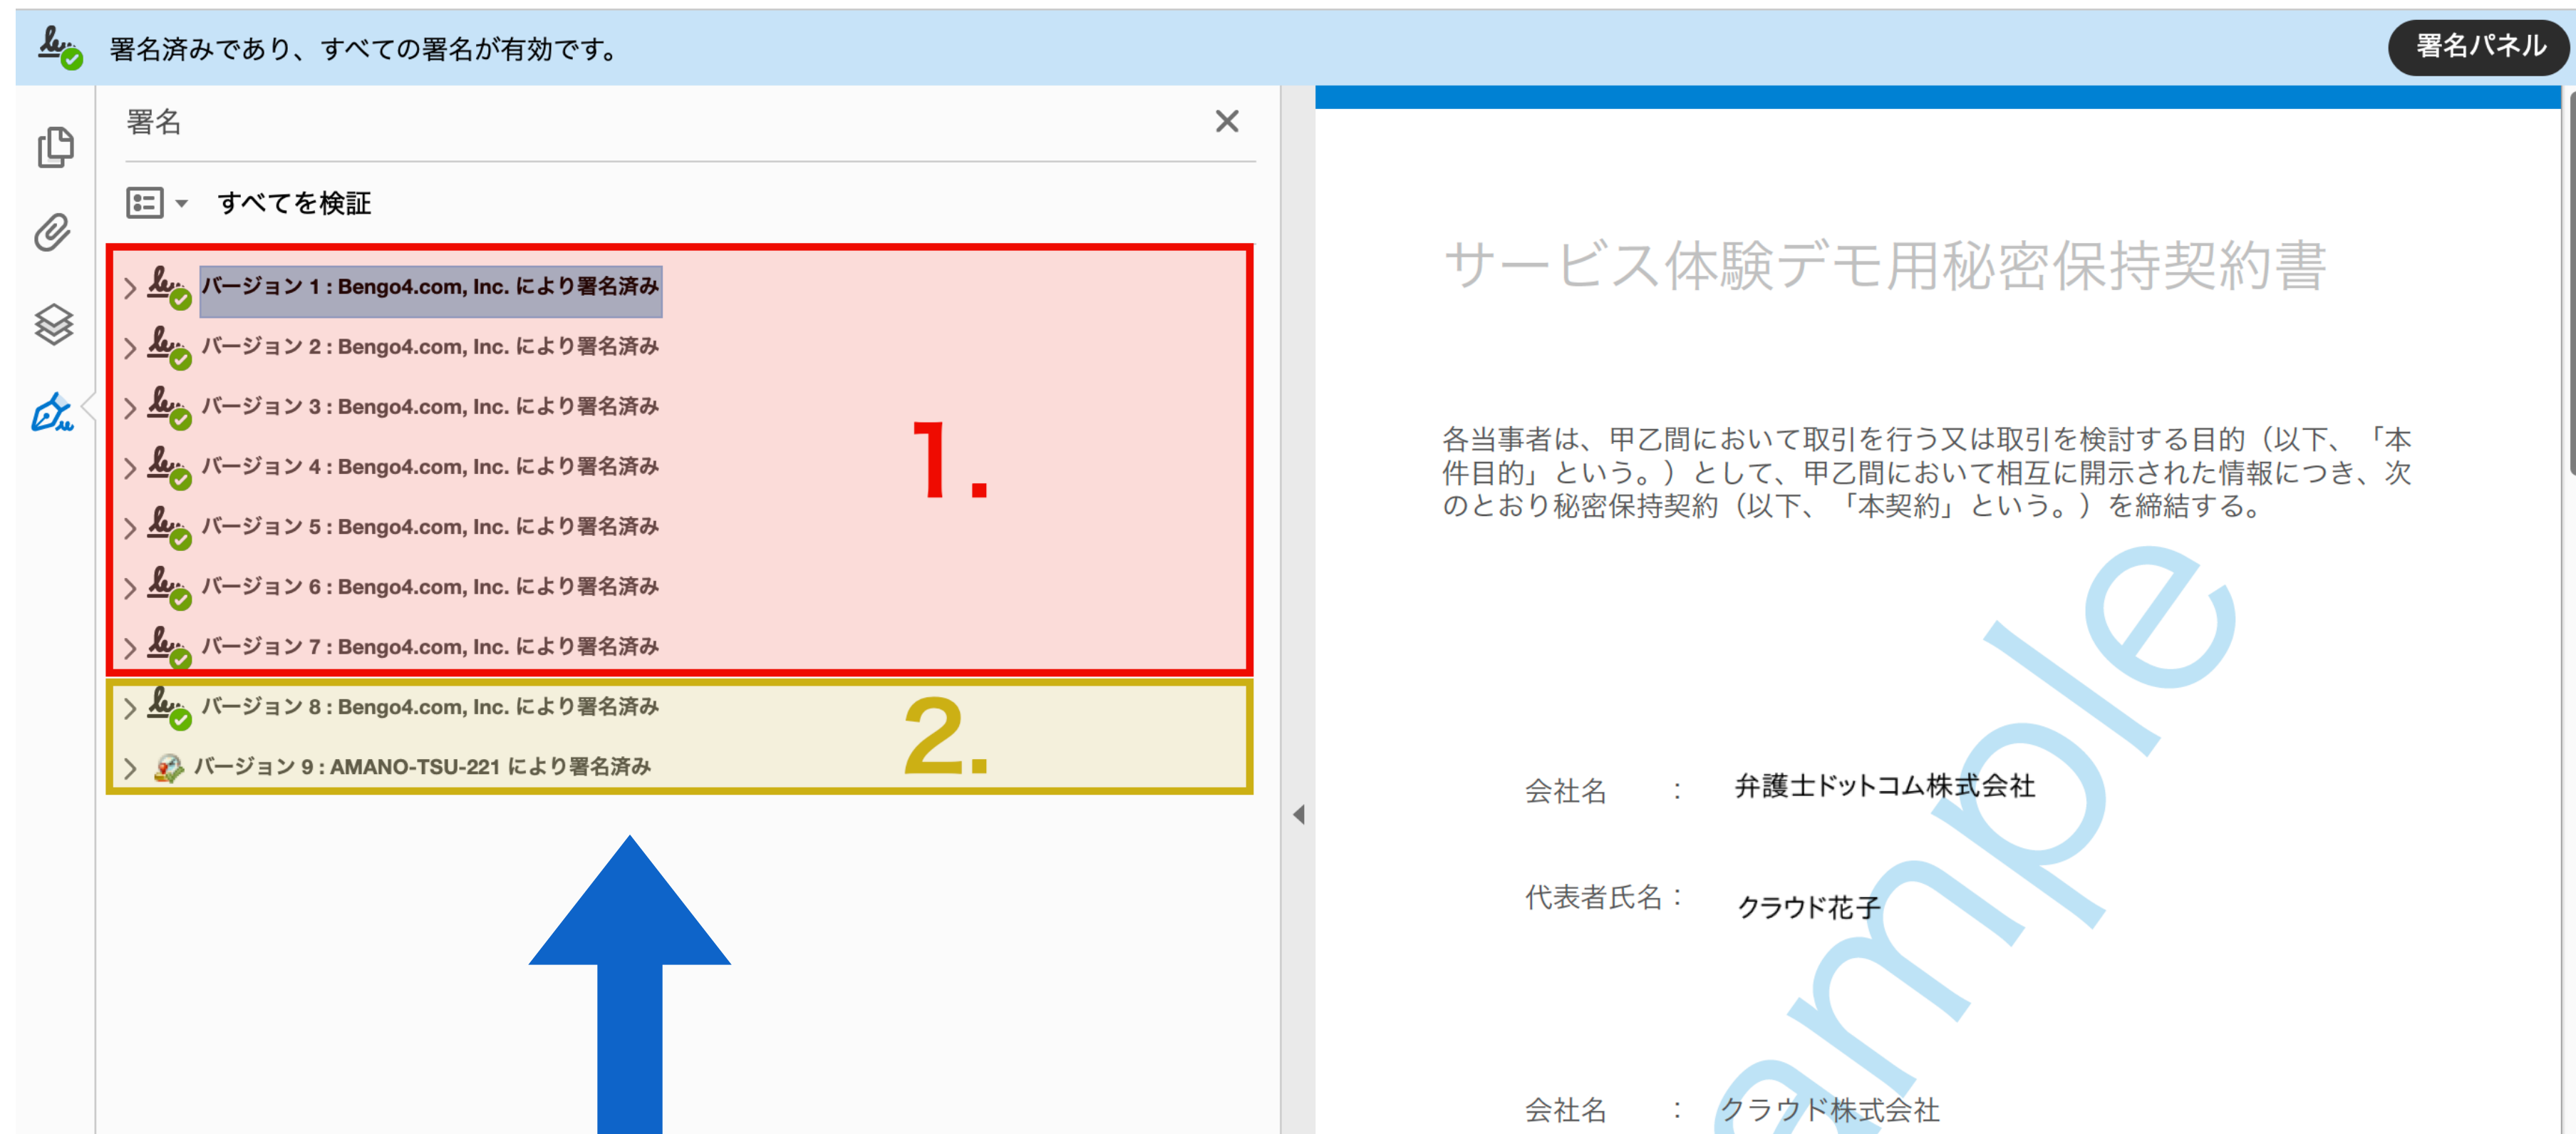 署名済みであり、すべての署名が有効です。
署名パネル
署名
すべてを検証
バージョン 1 : Bengo4.com, Inc. により署名済み
バージョン 2 : Bengo4.com, Inc. により署名済み
バージョン 3 : Bengo4.com, Inc. により署名済み
バージョン 4 : Bengo4.com, Inc. により署名済み
バージョン 5 : Bengo4.com, Inc. により署名済み
バージョン 6 : Bengo4.com, Inc. により署名済み
バージョン 7 : Bengo4.com, Inc. により署名済み
1.
バージョン 8 : Bengo4.com, Inc. により署名済み
バージョン 9 : AMANO-TSU-221 により署名済み
2.
サービス体験デモ用秘密保持契約書
各当事者は、甲乙間において取引を行う又は取引を検討する目的（以下、「本
件目的」という。）として、甲乙間において相互に開示された情報につき、次
のとおり秘密保持契約（以下、「本契約」という。）を締結する。
会社名 ： 弁護士ドットコム株式会社
代表者氏名： クラウド花子
会社名 ： クラウド株式会社
ample